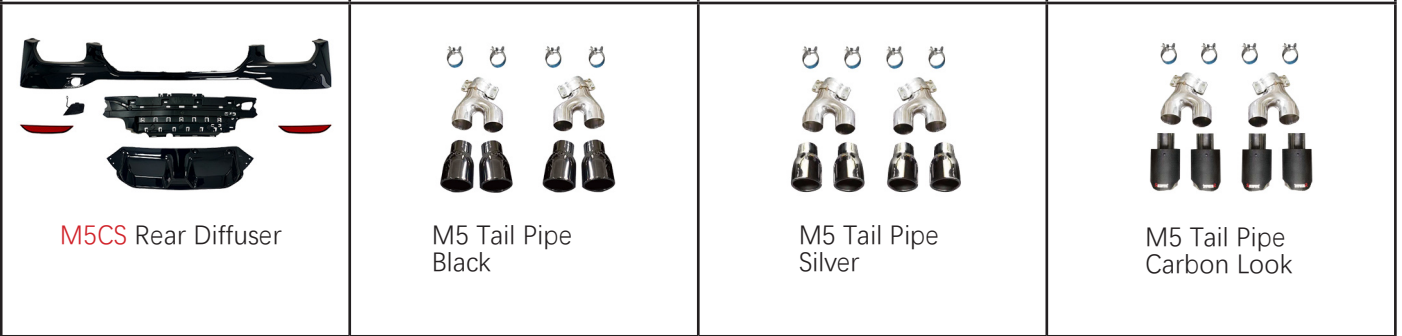 M5CS Rear Diffuser
M5 Tail Pipe
Black
M5 Tail Pipe
Silver
M5 Tail Pipe
Carbon Look